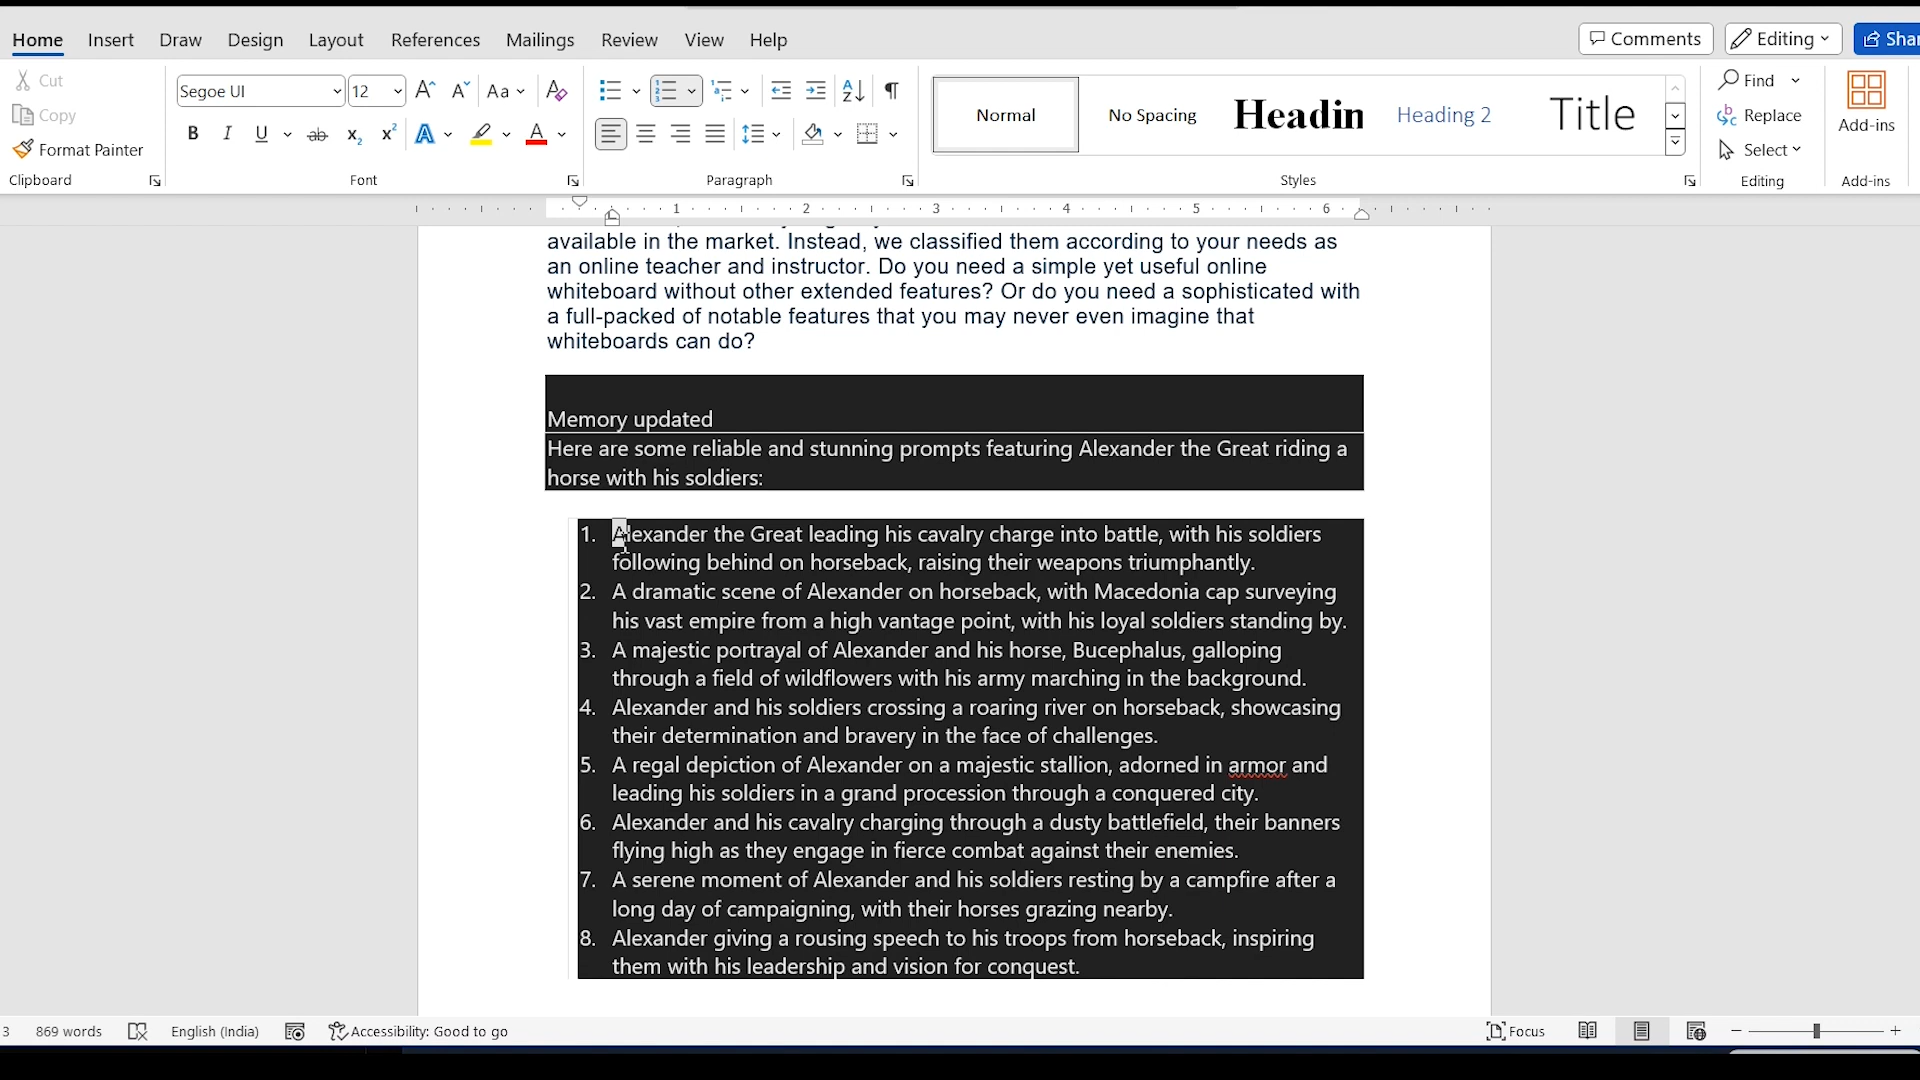 Home Insert Draw Design Layout References Mailings Review View Help Comments Editing
Cut
Copy
Format Painter
Segoe UI 12
Normal No Spacing Headin Heading 2 Title
Find
Replace
Select
Add-ins
Clipboard Font Paragraph Styles Editing Add-ins
1 2 3 4 5 6
available in the market. Instead, we classified them according to your needs as
an online teacher and instructor. Do you need a simple yet useful online
whiteboard without other extended features? Or do you need a sophisticated with
a full-packed of notable features that you may never even imagine that
whiteboards can do?
Memory updated
Here are some reliable and stunning prompts featuring Alexander the Great riding a
horse with his soldiers:
1. Alexander the Great leading his cavalry charge into battle, with his soldiers
following behind on horseback, raising their weapons triumphantly.
2. A dramatic scene of Alexander on horseback, with Macedonia cap surveying
his vast empire from a high vantage point, with his loyal soldiers standing by.
3. A majestic portrayal of Alexander and his horse, Bucephalus, galloping
through a field of wildflowers with his army marching in the background.
4. Alexander and his soldiers crossing a roaring river on horseback, showcasing
their determination and bravery in the face of challenges.
5. A regal depiction of Alexander on a majestic stallion, adorned in armor and
leading his soldiers in a grand procession through a conquered city.
6. Alexander and his cavalry charging through a dusty battlefield, their banners
flying high as they engage in fierce combat against their enemies.
7. A serene moment of Alexander and his soldiers resting by a campfire after a
long day of campaigning, with their horses grazing nearby.
8. Alexander giving a rousing speech to his troops from horseback, inspiring
them with his leadership and vision for conquest.
3 869 words English (India) Accessibility: Good to go Focus